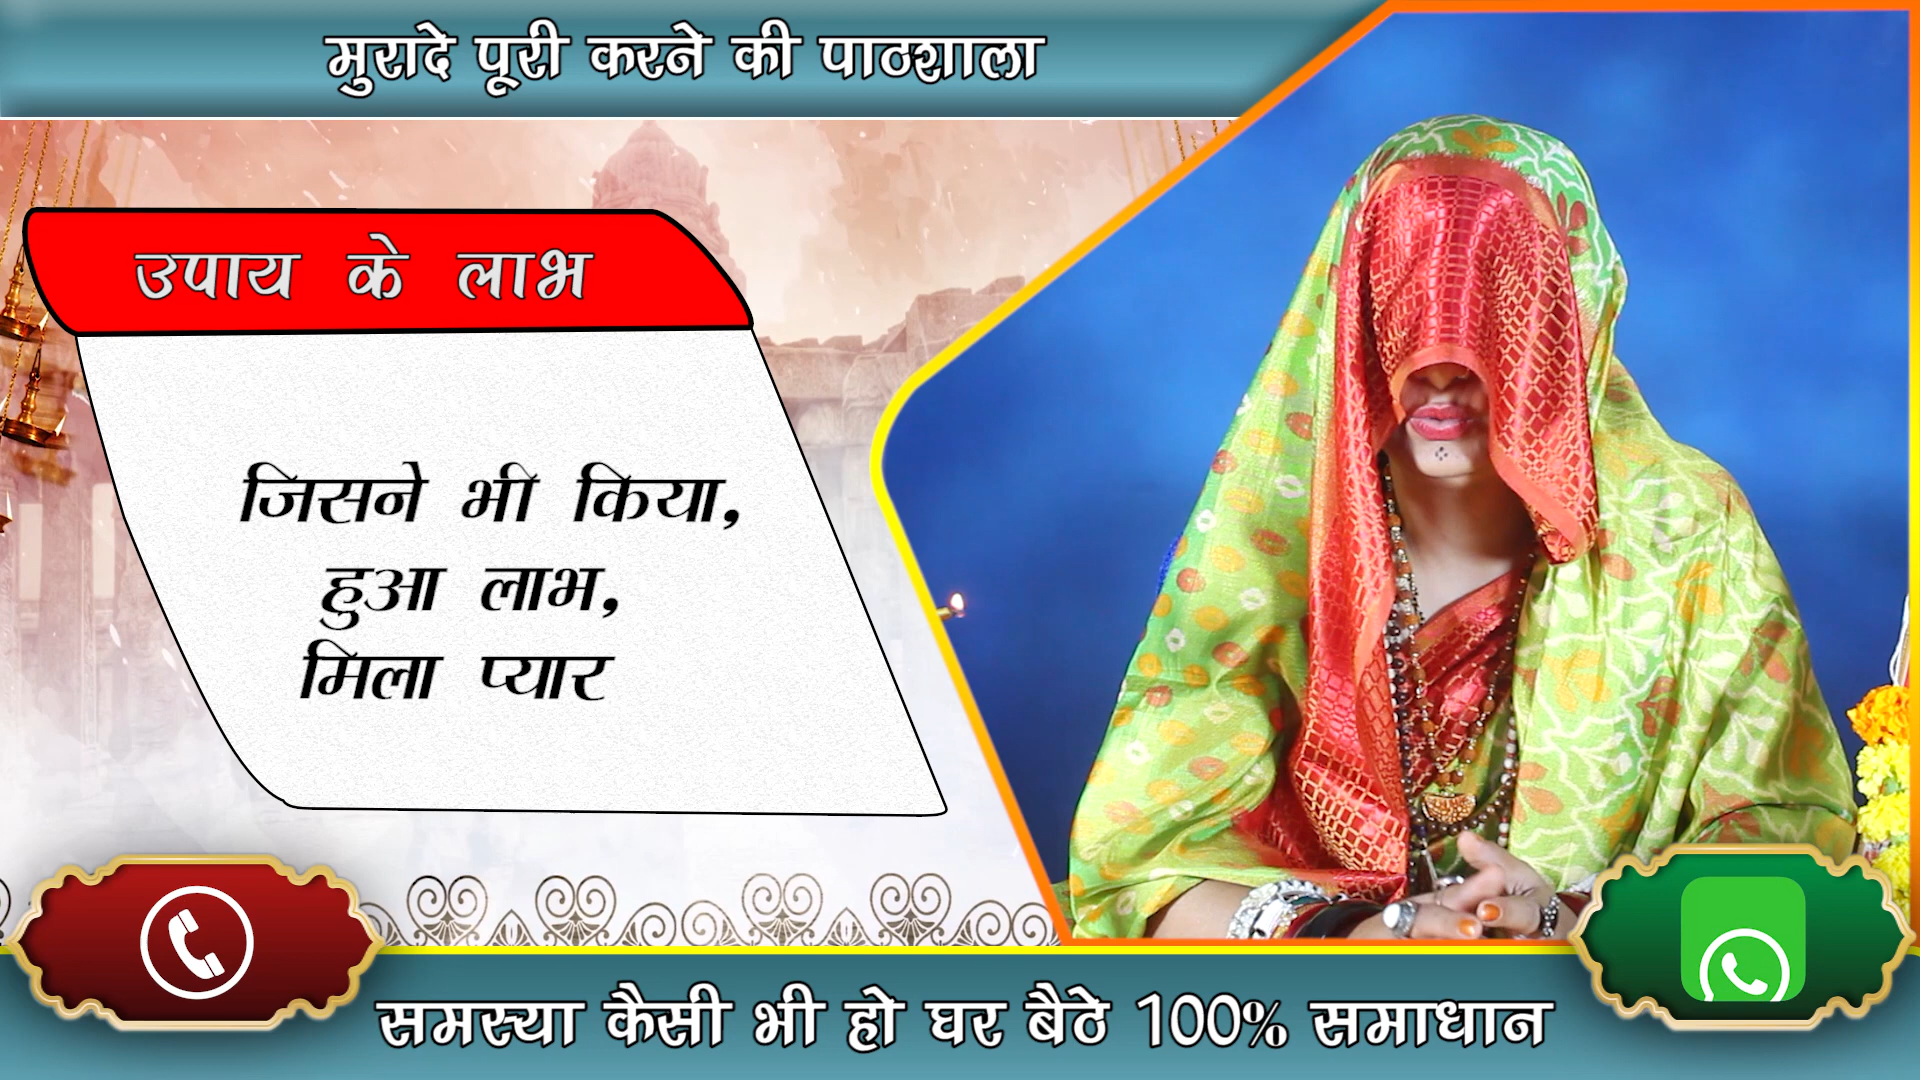 मुरादे पूरी करने की पाठशाला
उपाय के लाभ
जिसने भी किया,
हुआ लाभ,
मिला प्यार
समस्या कैसी भी हो घर बैठे 100% समाधान